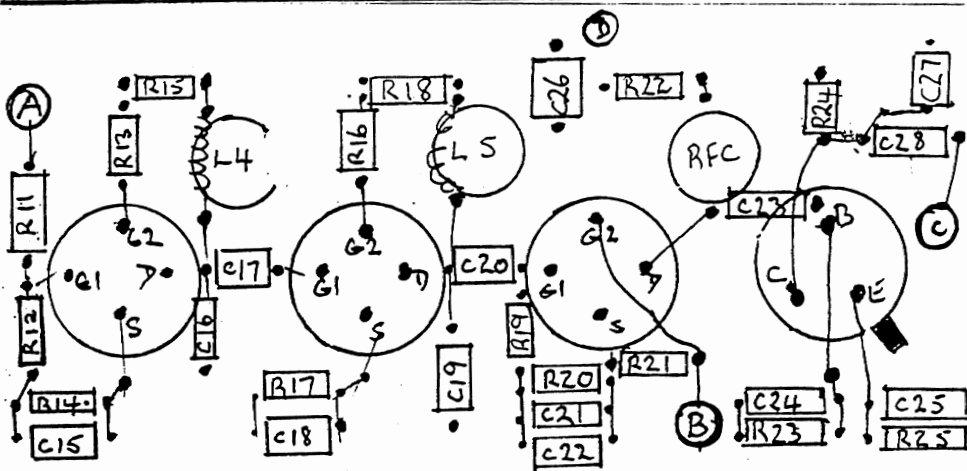 D
R15
R18
C26
R22
C27
A
R13
L4
R16
L5
R24
C28
RFC
R11
C23
G2
G2
G2
B
C
G1
D
C17
G1
D
C20
G1
D
C
E
R12
S
C16
S
R19
S
C19
R21
R17
R20
R14
C21
B
C24
C25
C15
C18
C22
R23
R25